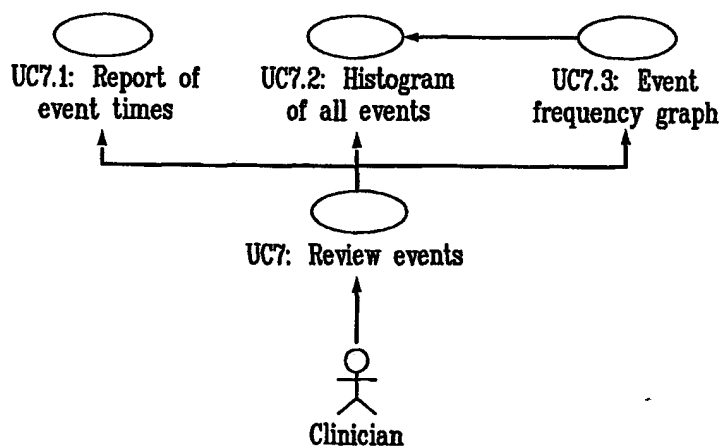 UC7.1: Report of
event times
UC7.2: Histogram
of all events
UC7.3: Event
frequency graph
UC7: Review events
Clinician